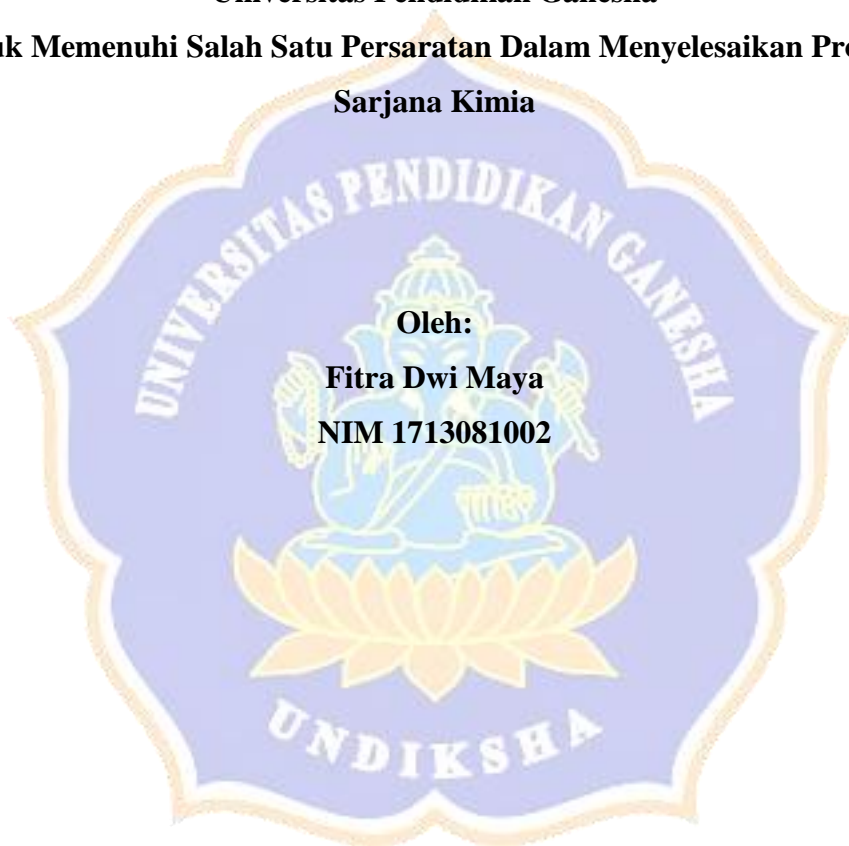 Universitas Pendidikan Ganesha
uk Memenuhi Salah Satu Persaratan Dalam Menyelesaikan Pro
Sarjana Kimia
UNIVERSITAS PENDIDIKAN GANESHA
Oleh:
Fitra Dwi Maya
NIM 1713081002
UNDIKSHA